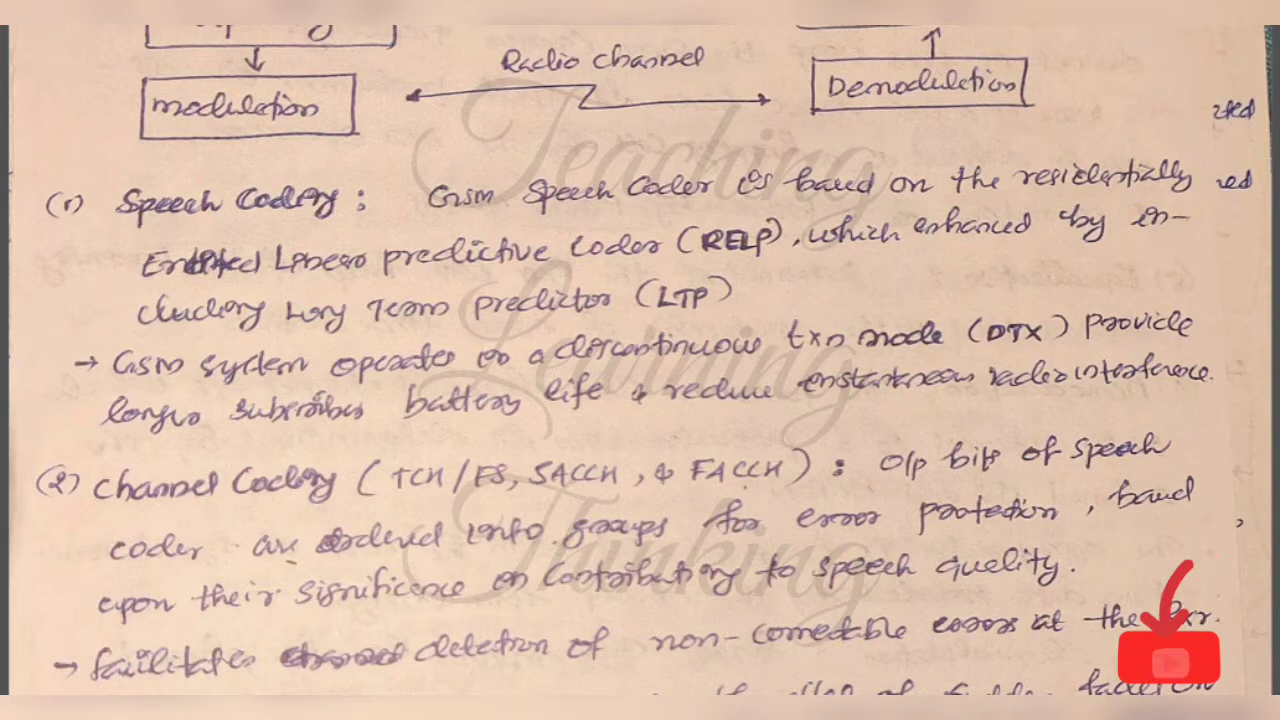 Radio channel
modulation
Demodulation
(1) Speech Coding : GSM Speech Coder is based on the residentially
Linear predictive coder (RELP), which enhanced by in-
cluding Long Term predictor (LTP)
→ GSM system operates in a discontinuous txn mode (DTX) provide
longer subscriber battery life & reduce instantaneous radio interference.
(2) Channel Coding (TCH/FS, SACCH, & FACCH) : O/p bits of speech
coder are ordered into groups for error protection, based
upon their significance in contributing to speech quality.
→ facilitates detection of non-correctable errors at the
Teaching
Learning
Thinking